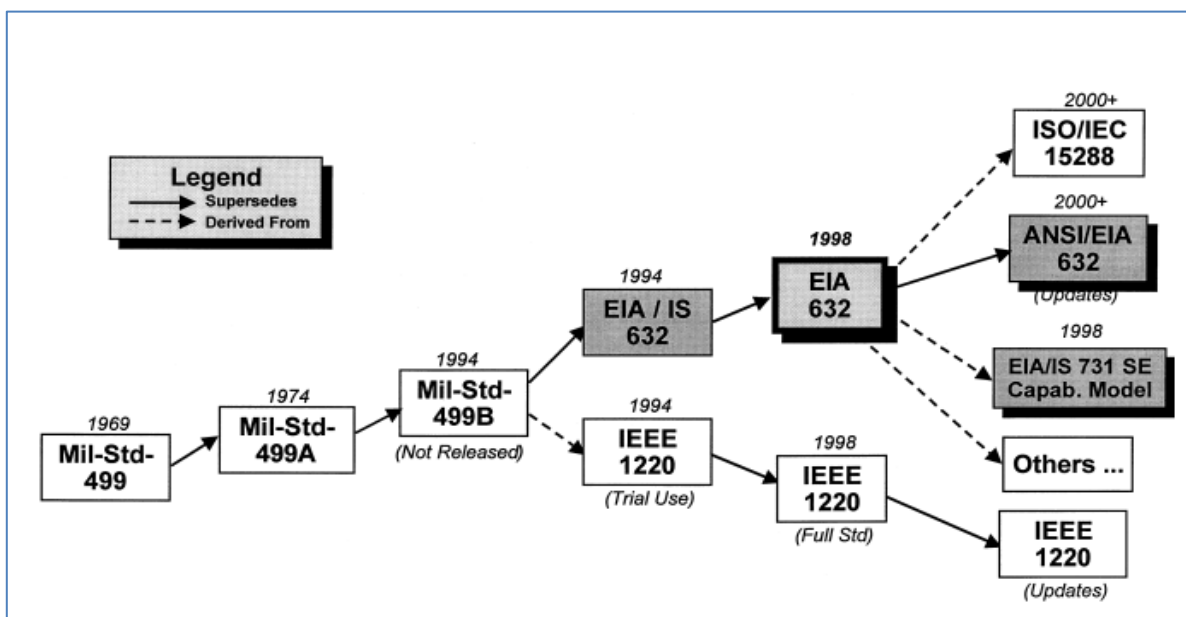 Legend
Supersedes
Derived From
1969
Mil-Std-
499
1974
Mil-Std-
499A
1994
Mil-Std-
499B
(Not Released)
1994
EIA / IS
632
1994
IEEE
1220
(Trial Use)
1998
EIA
632
1998
IEEE
1220
(Full Std)
2000+
ISO/IEC
15288
2000+
ANSI/EIA
632
(Updates)
1998
EIA/IS 731 SE
Capab. Model
Others ...
IEEE
1220
(Updates)